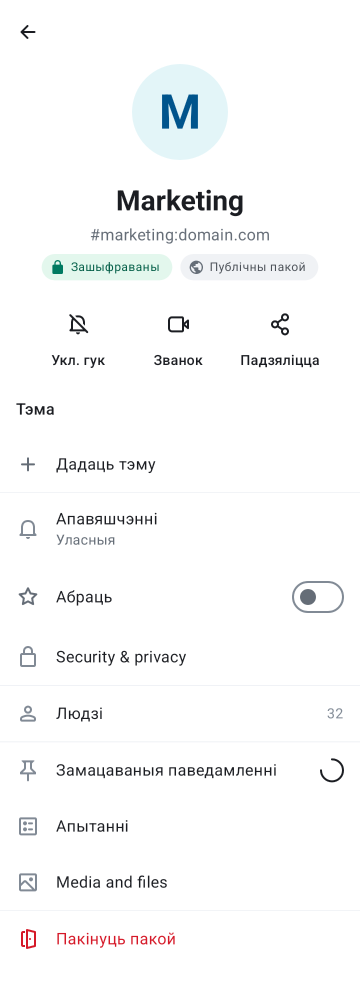 M
Marketing
#marketing:domain.com
Зашыфраваны
Публічны пакой
Укл. гук
Званок
Падзяліцца
Тэма
Дадаць тэму
Апавяшчэнні
Уласныя
Абраць
Security & privacy
Людзі
32
Замацаваныя паведамленні
Апытанні
Media and files
Пакінуць пакой